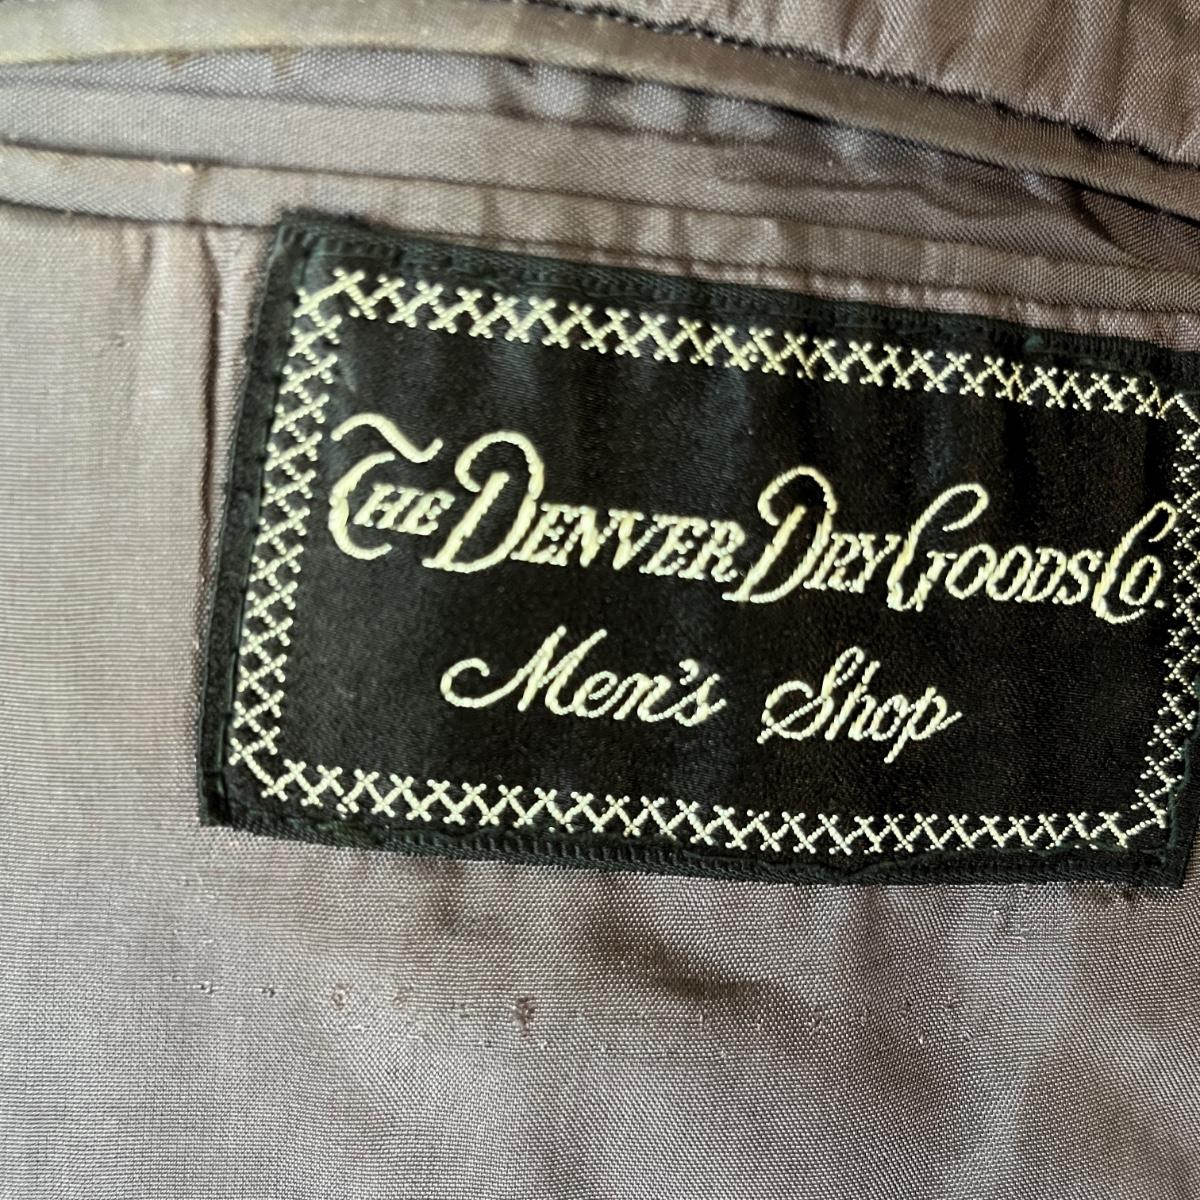 The Denver Dry Goods Co.
Men's Shop